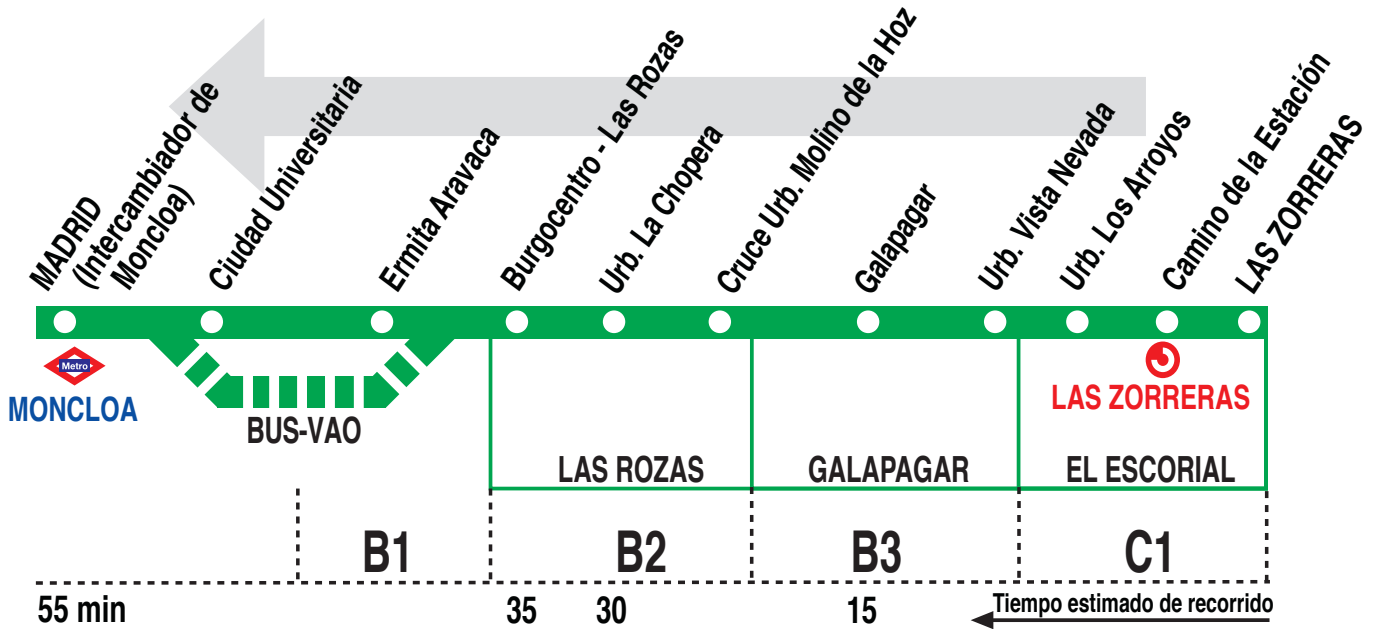 MADRID
(Intercambiador de
Moncloa)
Ciudad Universitaria
Ermita Aravaca
Burgocentro - Las Rozas
Urb. La Chopera
Cruce Urb. Molino de la Hoz
Galapagar
Urb. Vista Nevada
Urb. Los Arroyos
Camino de la Estación
LAS ZORRERAS
Metro
MONCLOA
BUS-VAO
LAS ZORRERAS
LAS ROZAS
GALAPAGAR
EL ESCORIAL
B1
B2
B3
C1
55 min
35
30
15
Tiempo estimado de recorrido